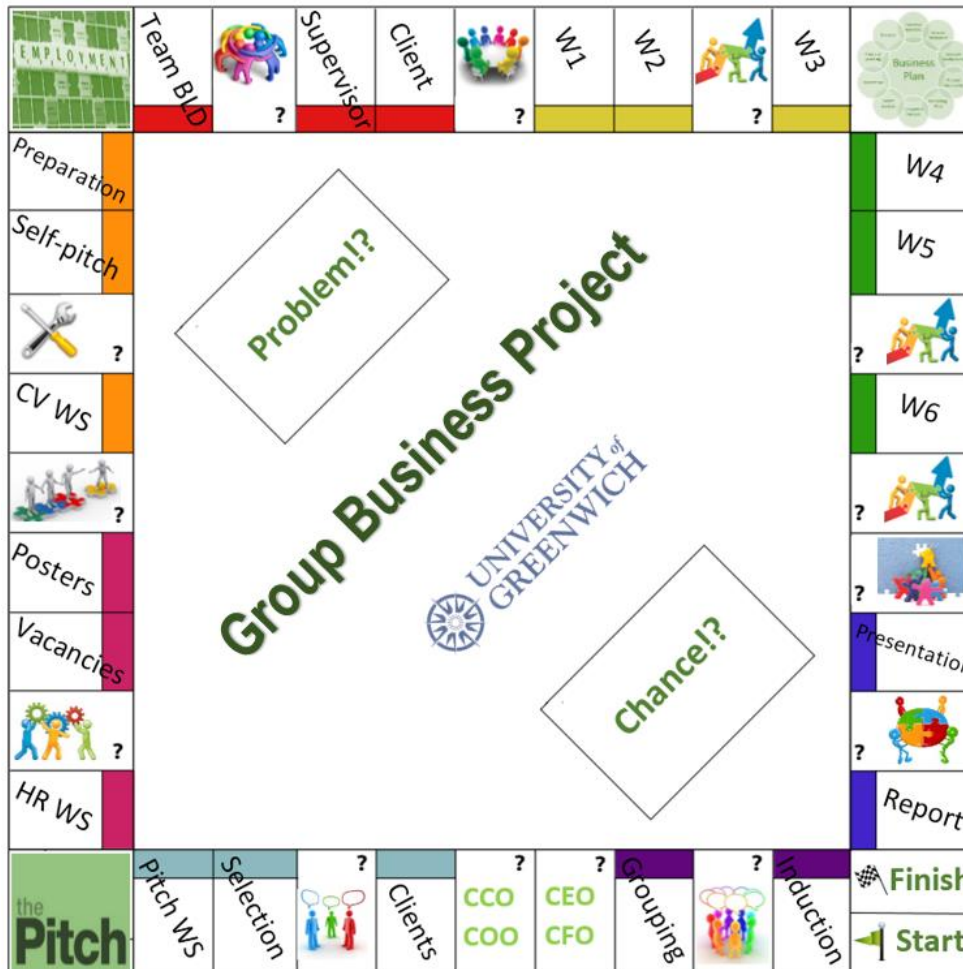 EMPLOYMENT
Team BLD
?
Supervisor
Client
?
W1
W2
?
W3
Business
Plan
Preparation
Self-pitch
?
CV WS
?
Posters
Vacancies
?
HR WS
Problem!?
Group Business Project
UNIVERSITY of
GREENWICH
Chance!?
W4
W5
?
W6
?
?
Presentation
?
Report
the
Pitch
Pitch WS
Selection
?
Clients
?
CCO
COO
?
CEO
CFO
Grouping
?
Induction
Finish
Start